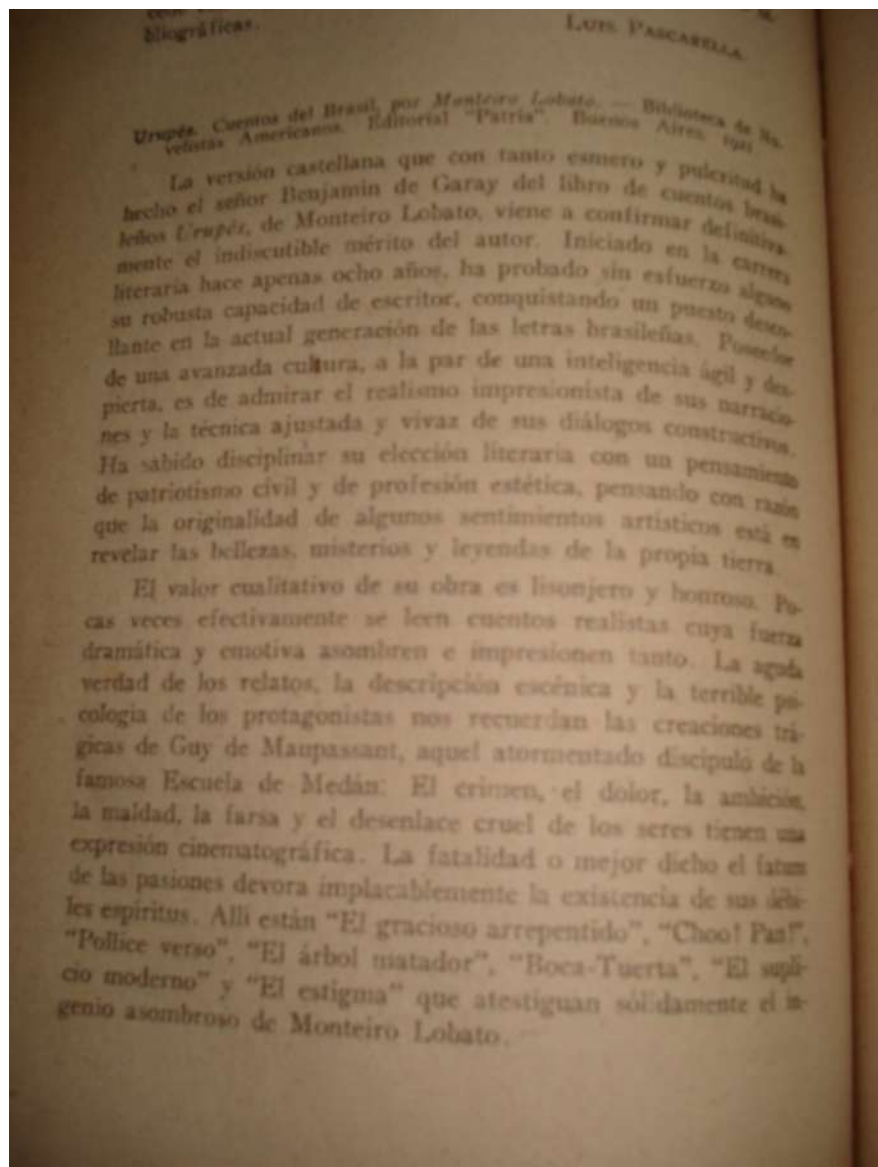 bliográficas.
LUIS PASCARELLA.
Urupés. Cuentos del Brasil, por Monteiro Lobato. — Biblioteca de No-
velistas Americanos. Editorial "Patria". Buenos Aires, 1921
La versión castellana que con tanto esmero y pulcritud ha
hecho el señor Benjamin de Garay del libro de cuentos brasi-
leños Urupés, de Monteiro Lobato, viene a confirmar definitiva-
mente el indiscutible mérito del autor. Iniciado en la carrera
literaria hace apenas ocho años, ha probado sin esfuerzo alguno
su robusta capacidad de escritor, conquistando un puesto desco-
llante en la actual generación de las letras brasileñas. Poseedor
de una avanzada cultura, a la par de una inteligencia ágil y des-
pierta, es de admirar el realismo impresionista de sus narracio-
nes y la técnica ajustada y vivaz de sus diálogos constructivos.
Ha sabido disciplinar su elección literaria con un pensamiento
de patriotismo civil y de profesión estética, pensando con razón
que la originalidad de algunos sentimientos artísticos está en
revelar las bellezas, misterios y leyendas de la propia tierra.
El valor cualitativo de su obra es lisonjero y honroso. Po-
cas veces efectivamente se leen cuentos realistas cuya fuerza
dramática y emotiva asombren e impresionen tanto. La aguda
verdad de los relatos, la descripción escénica y la terrible psi-
cologia de los protagonistas nos recuerdan las creaciones trá-
gicas de Guy de Maupassant, aquel atormentado discipulo de la
famosa Escuela de Medán: El crimen, el dolor, la ambición,
la maldad, la farsa y el desenlace cruel de los seres tienen una
expresión cinematográfica. La fatalidad o mejor dicho el fatum
de las pasiones devora implacablemente la existencia de sus débi-
les espíritus. Alli están "El gracioso arrepentido", "Choo! Pan!",
"Pollice verso", "El árbol matador", "Boca-Tuerta", "El supli-
cio moderno" y "El estigma" que atestiguan sólidamente el in-
genio asombroso de Monteiro Lobato.